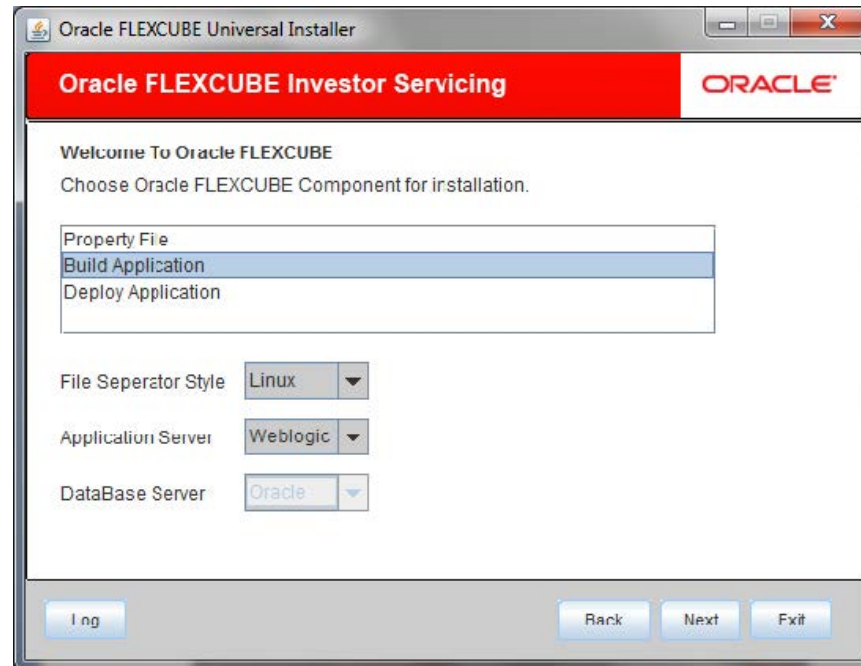 Oracle FLEXCUBE Universal Installer
Oracle FLEXCUBE Investor Servicing
ORACLE
Welcome To Oracle FLEXCUBE
Choose Oracle FLEXCUBE Component for installation.
Property File
Build Application
Deploy Application
File Seperator Style Linux
Application Server Weblogic
DataBase Server Oracle
Log Back Next Exit